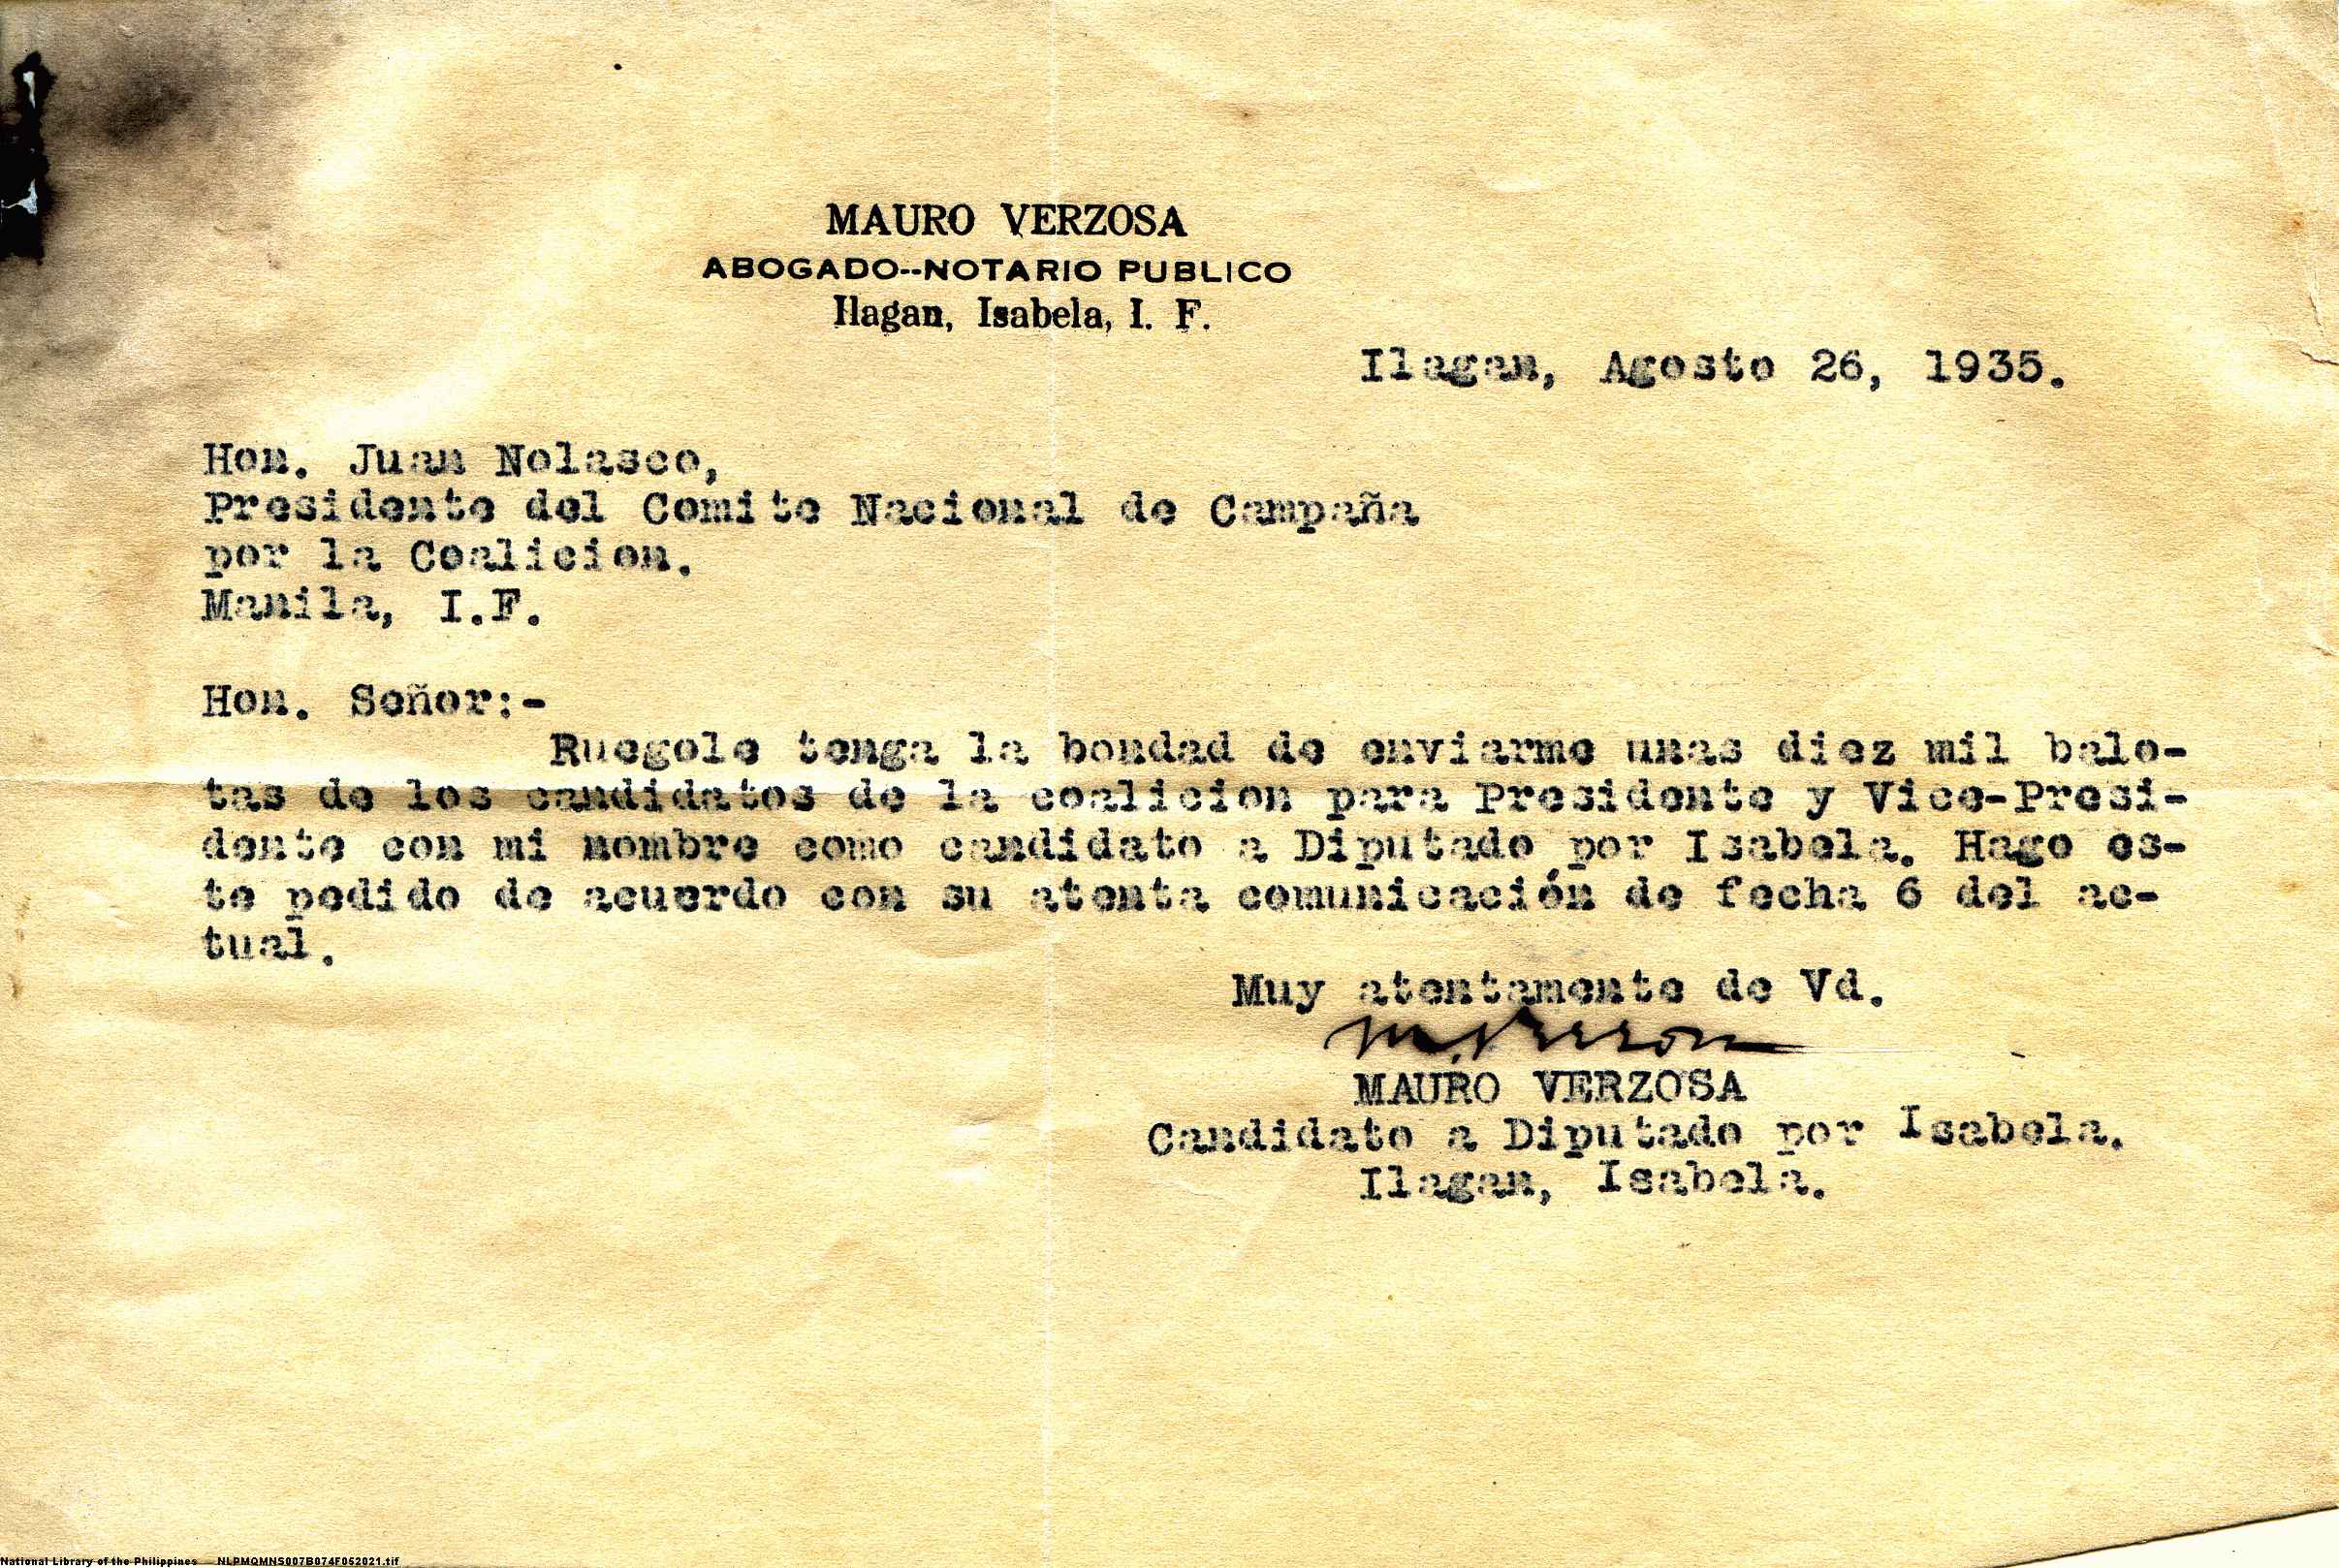 MAURO VERZOSA
ABOGADO--NOTARIO PUBLICO
Ilagan, Isabela, I. F.
Ilagan, Agosto 26, 1935.
Hon. Juan Nolasco,
Presidente del Comite Nacional de Campaña
por la Coalicion.
Manila, I.F.
Hon. Señor:-
Ruegole tenga la bondad de enviarme unas diez mil balo-
tas de los candidatos de la coalicion para Presidente y Vice-Presi-
dente con mi nombre como candidato a Diputado por Isabela. Hago es-
te pedido de acuerdo con su atenta comunicación de fecha 6 del ac-
tual.
Muy atentamente de Vd.
M. Verzosa
MAURO VERZOSA
Candidato a Diputado por Isabela.
Ilagan, Isabela.
National Library of the Philippines NLPMQMNS007B074F052021.tif